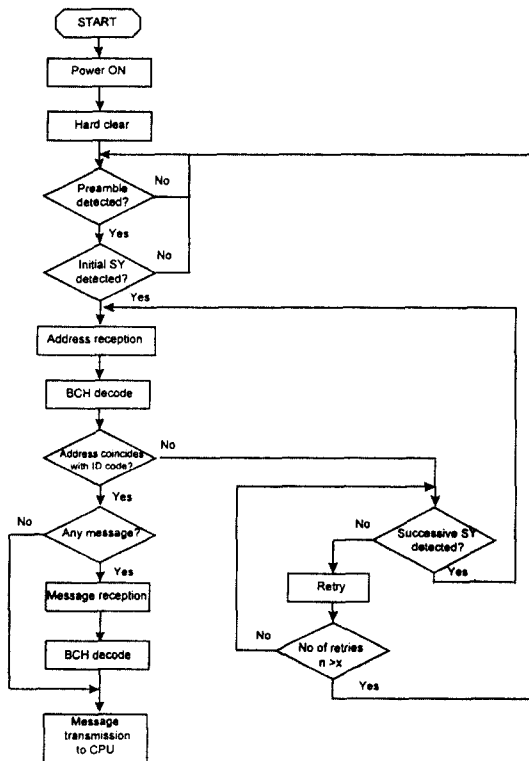 START
Power ON
Hard clear
Preamble
detected?
No
Yes
Initial SY
detected?
No
Yes
Address reception
BCH decode
Address coincides
with ID code?
No
Yes
No
Any message?
Yes
Message reception
BCH decode
Message
transmission
to CPU
No
Successive SY
detected?
Yes
Retry
No
No of retries
n >x
Yes